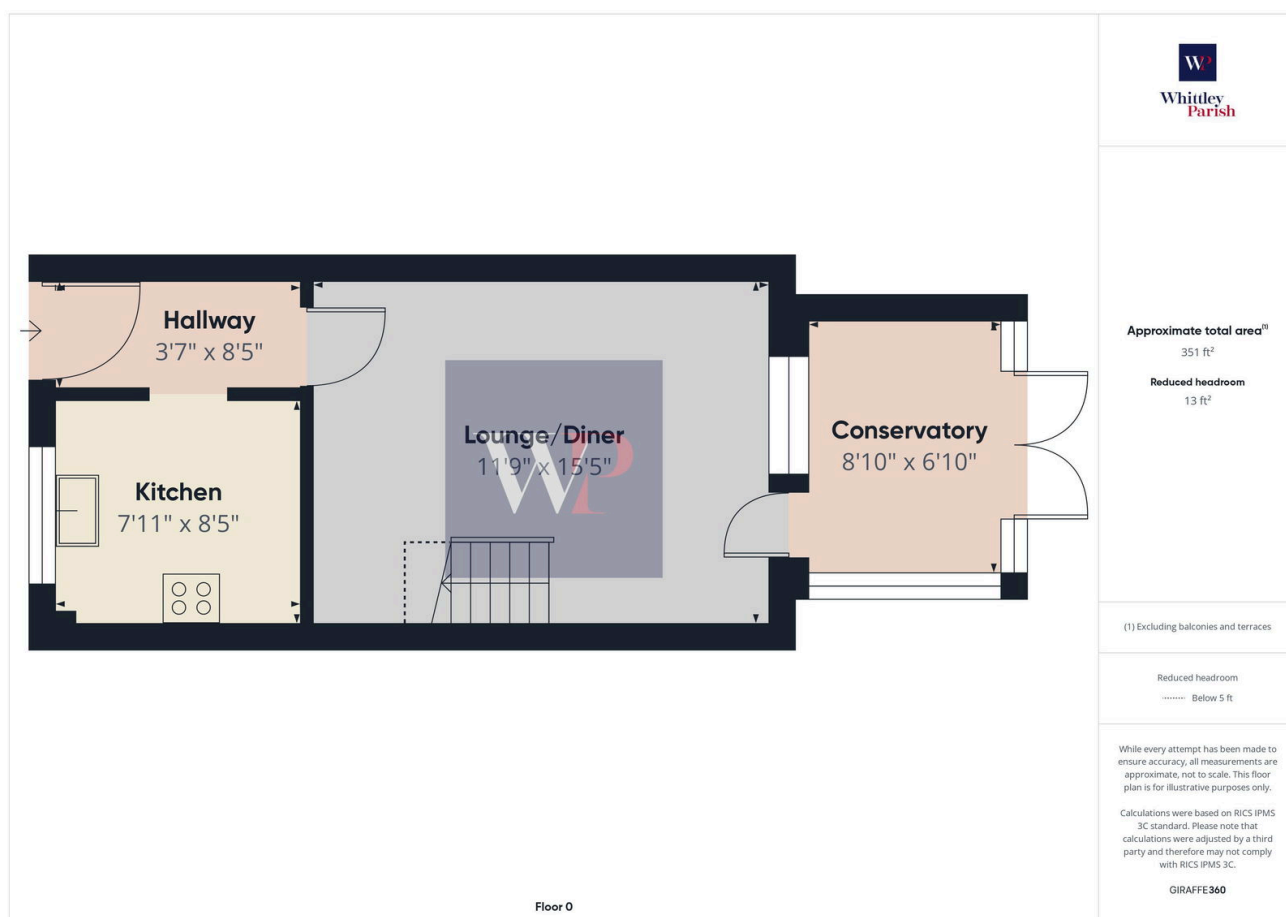 Hallway
3'7" x 8'5"
Kitchen
7'11" x 8'5"
Lounge/Diner
11'9" x 15'5"
WP
Conservatory
8'10" x 6'10"
Floor 0
WP
Whittley
Parish
Approximate total area(1)
351 ft²
Reduced headroom
13 ft²
(1) Excluding balconies and terraces
Reduced headroom
Below 5 ft
While every attempt has been made to
ensure accuracy, all measurements are
approximate, not to scale. This floor
plan is for illustrative purposes only.
Calculations were based on RICS IPMS
3C standard. Please note that
calculations were adjusted by a third
party and therefore may not comply
with RICS IPMS 3C.
GIRAFFE360